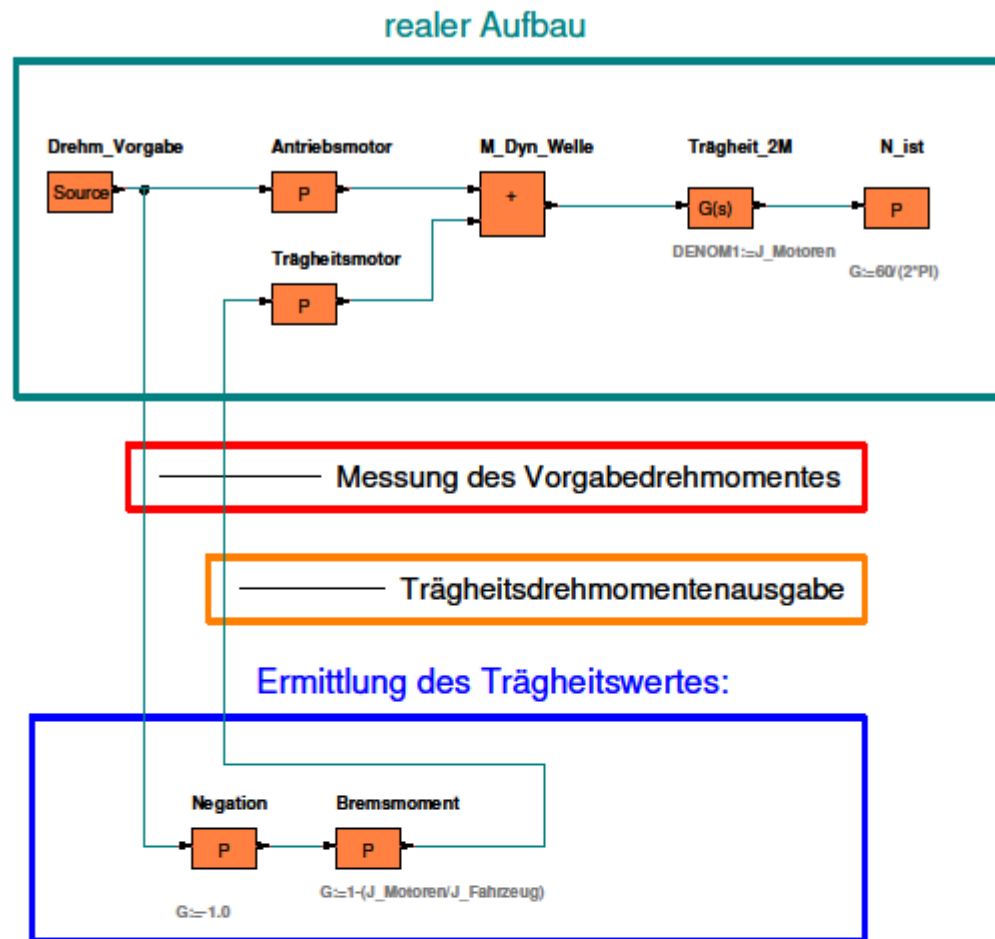 realer Aufbau
Drehm_Vorgabe
Antriebsmotor
M_Dyn_Welle
Trägheit_2M
N_ist
Source
P
+
G(s)
P
DENOM1:=J_Motoren
G:=60/(2*PI)
Trägheitsmotor
P
Messung des Vorgabedrehmomentes
Trägheitsdrehmomentenausgabe
Ermittlung des Trägheitswertes:
Negation
Bremsmoment
P
P
G:=1-(J_Motoren/J_Fahrzeug)
G:=-1.0